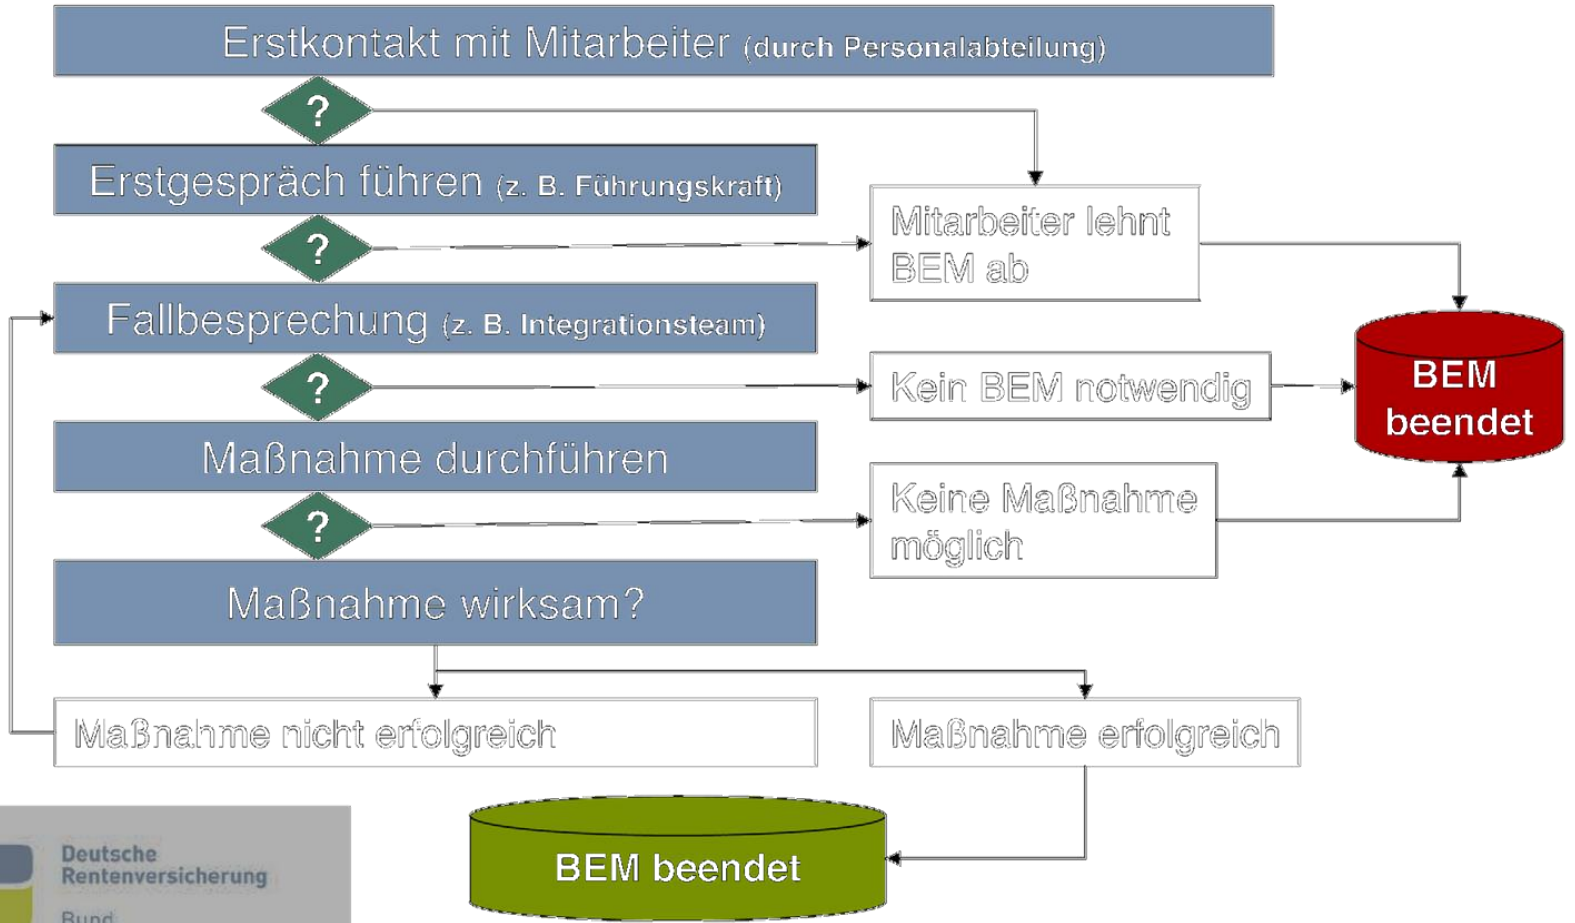 Erstkontakt mit Mitarbeiter (durch Personalabteilung)
?
Erstgespräch führen (z. B. Führungskraft)
?
Mitarbeiter lehnt
BEM ab
Fallbesprechung (z. B. Integrationsteam)
?
Kein BEM notwendig
BEM
beendet
Maßnahme durchführen
?
Keine Maßnahme
möglich
Maßnahme wirksam?
Maßnahme nicht erfolgreich
Maßnahme erfolgreich
BEM beendet
Deutsche
Rentenversicherung
Bund